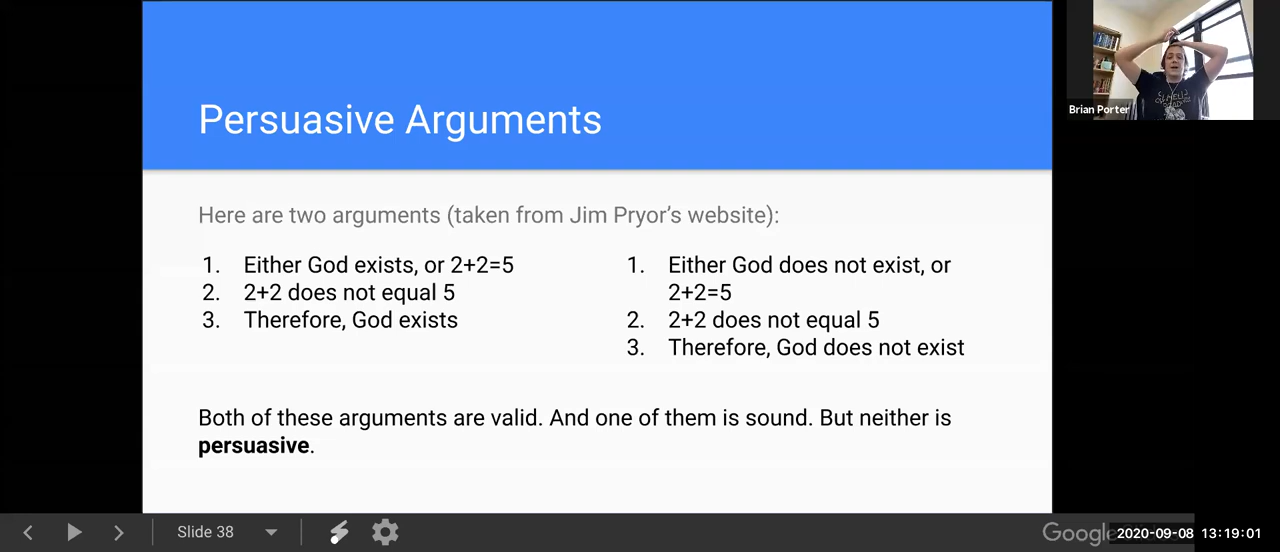 Persuasive Arguments
Brian Porter
Here are two arguments (taken from Jim Pryor's website):
1. Either God exists, or 2+2=5
2. 2+2 does not equal 5
3. Therefore, God exists
1. Either God does not exist, or
2+2=5
2. 2+2 does not equal 5
3. Therefore, God does not exist
Both of these arguments are valid. And one of them is sound. But neither is
persuasive.
Slide 38
Google
2020-09-08 13:19:01